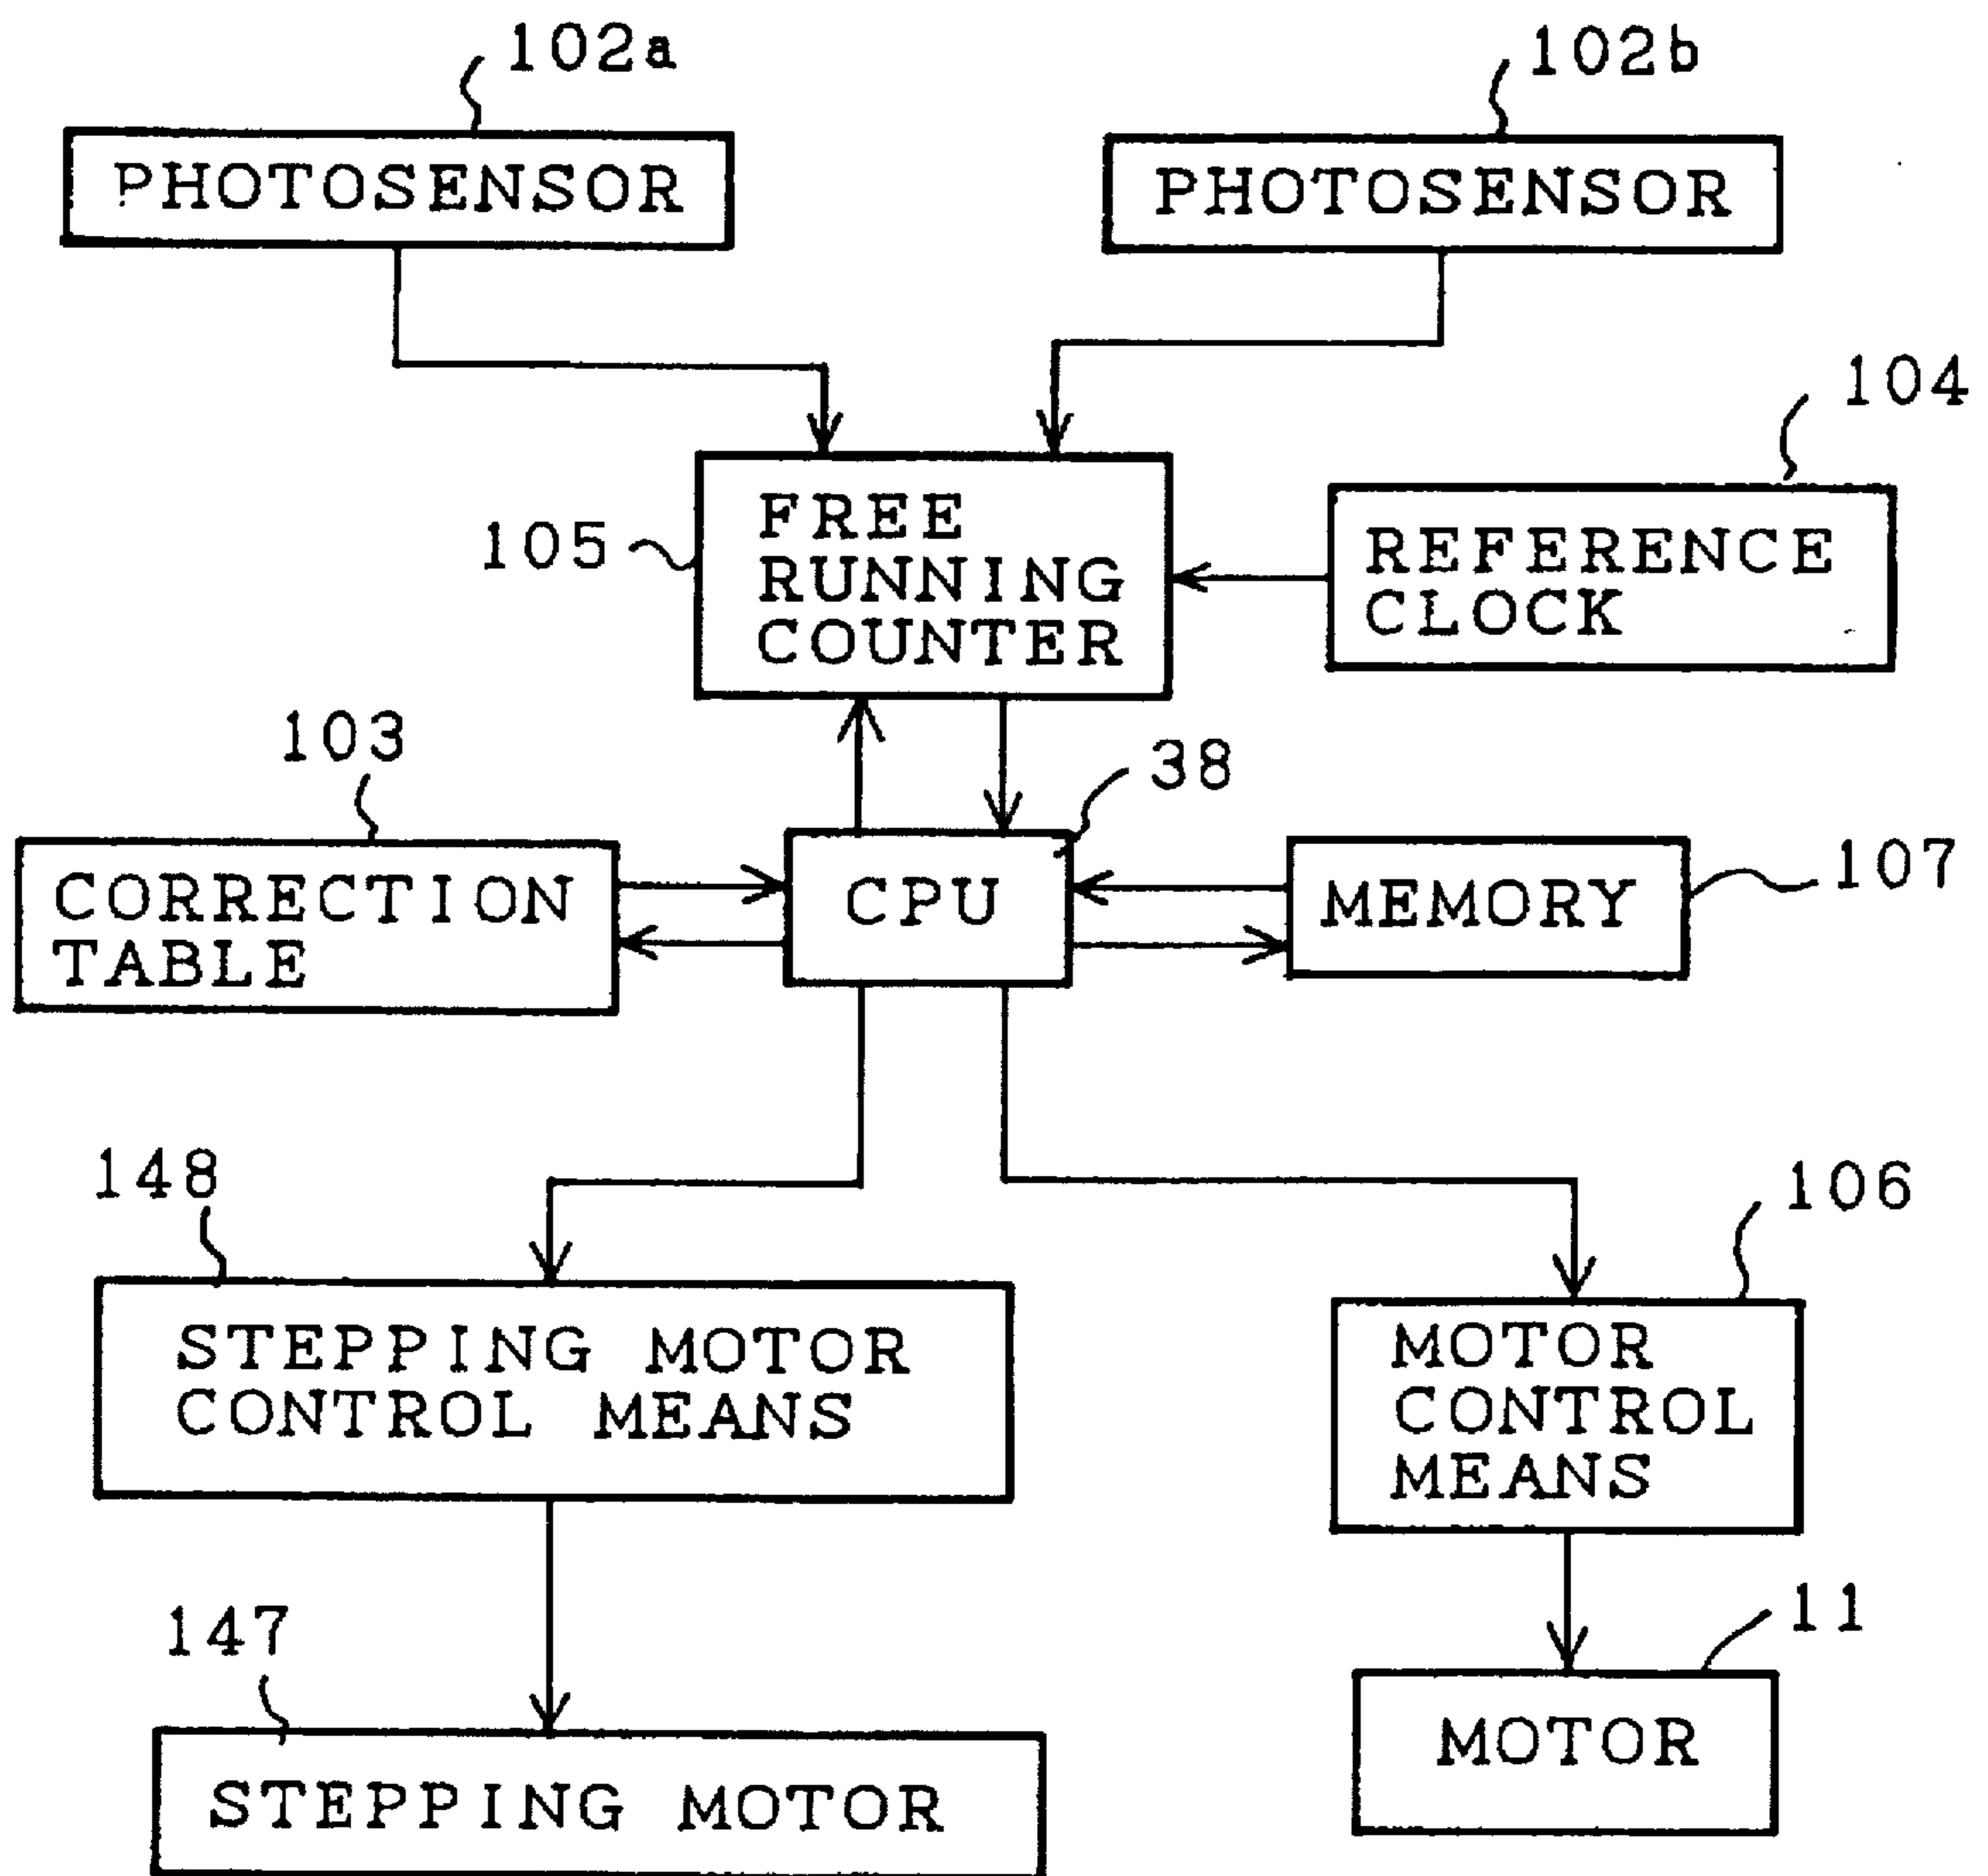 102a
102b
PHOTOSENSOR
PHOTOSENSOR
104
105
FREE
RUNNING
COUNTER
REFERENCE
CLOCK
103
38
CORRECTION
TABLE
CPU
MEMORY
107
148
106
STEPPING MOTOR
CONTROL MEANS
MOTOR
CONTROL
MEANS
147
11
STEPPING MOTOR
MOTOR